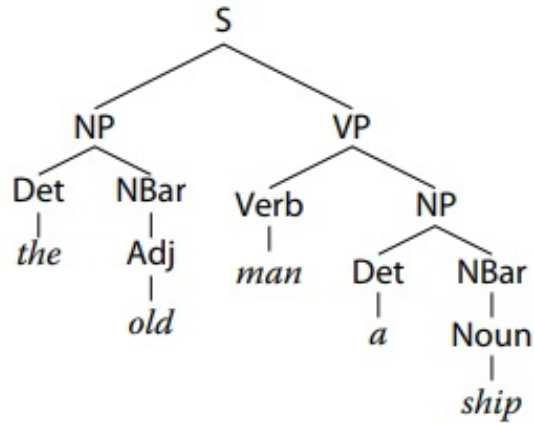 S
NP VP
Det NBar Verb NP
the Adj man Det NBar
old a Noun
ship